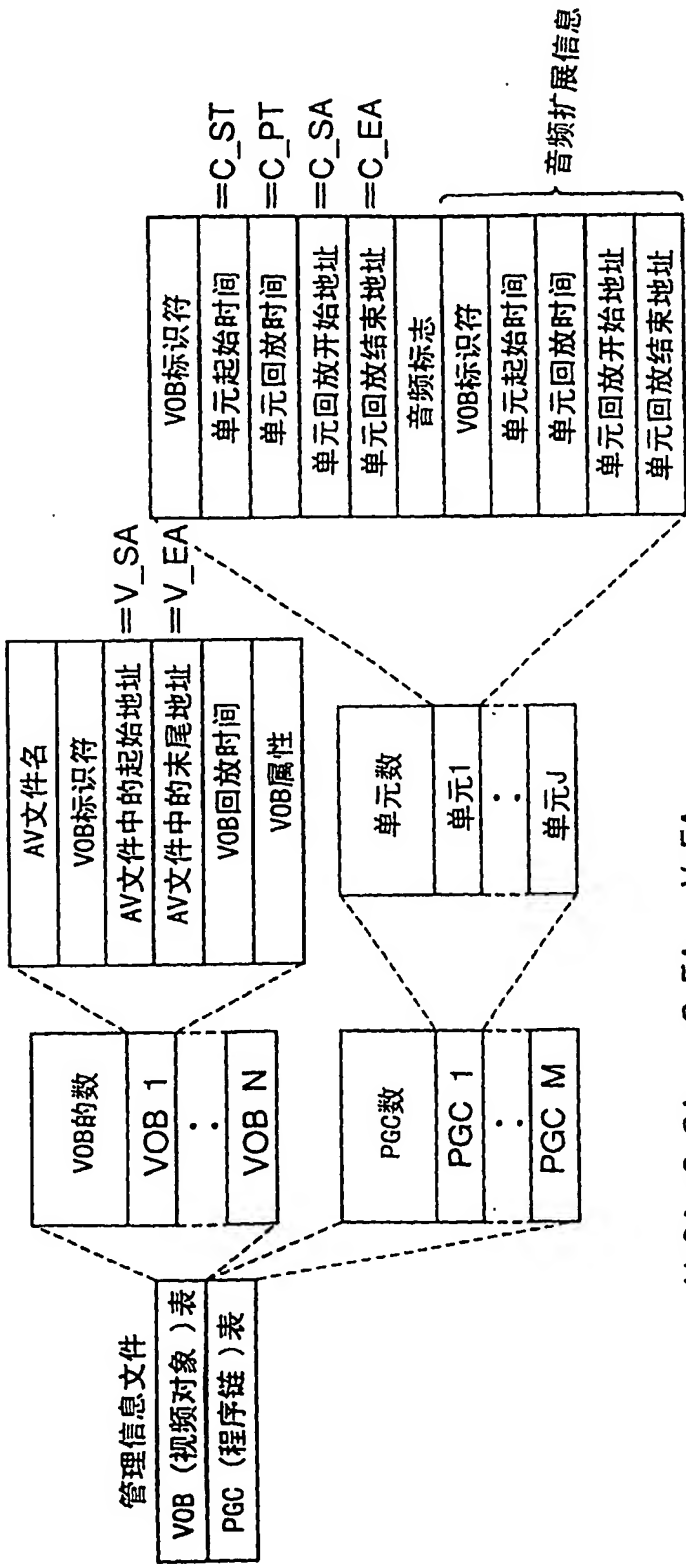 管理信息文件
VOB (视频对象) 表
PGC (程序链) 表
VOB的数
VOB 1
VOB N
AV文件名
VOB标识符
AV文件中的起始地址 =V_SA
AV文件中的末尾地址 =V_EA
VOB回放时间
VOB属性
PGC数
PGC 1
PGC M
单元数
单元1
单元J
VOB标识符
单元起始时间 =C_ST
单元回放时间 =C_PT
单元回放开始地址 =C_SA
单元回放结束地址 =C_EA
音频标志
VOB标识符
单元起始时间
单元回放时间
单元回放开始地址
单元回放结束地址
音频扩展信息